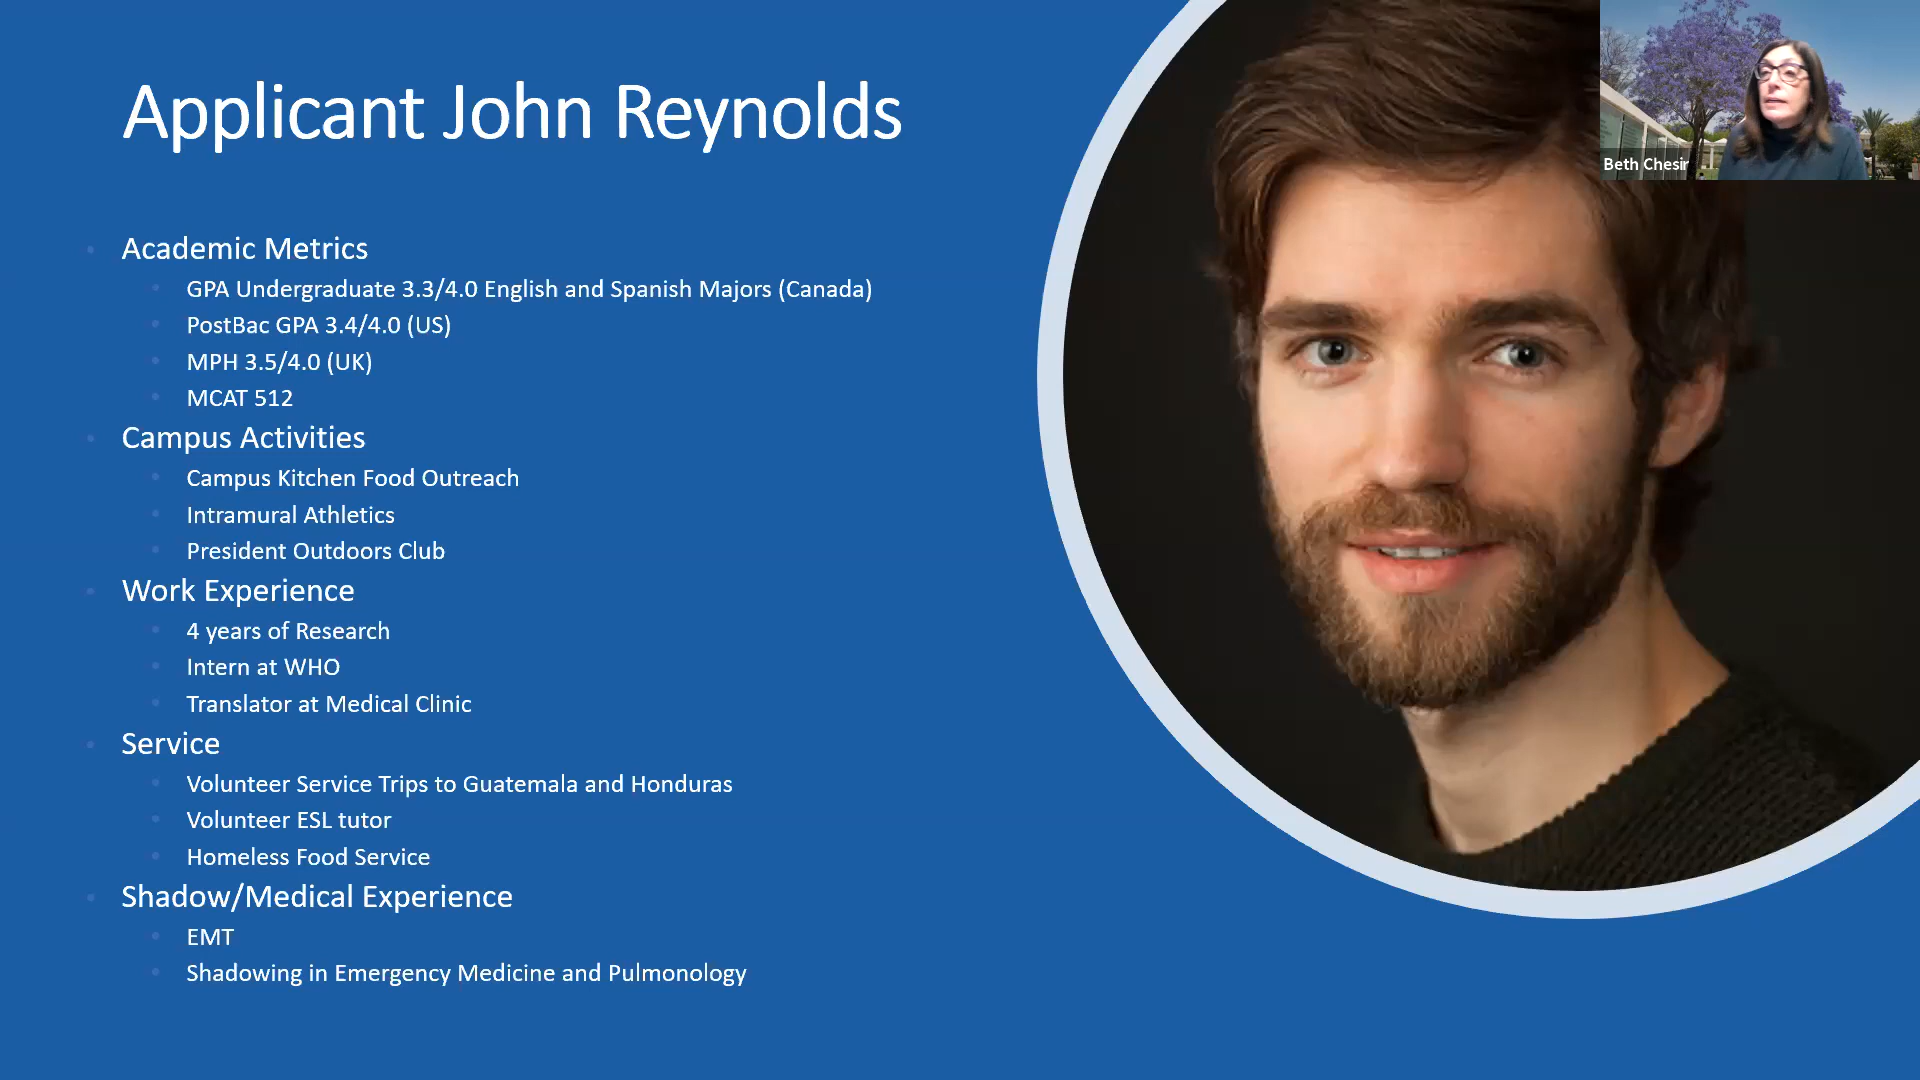 Applicant John Reynolds
Beth Chesir
Academic Metrics
GPA Undergraduate 3.3/4.0 English and Spanish Majors (Canada)
PostBac GPA 3.4/4.0 (US)
MPH 3.5/4.0 (UK)
MCAT 512
Campus Activities
Campus Kitchen Food Outreach
Intramural Athletics
President Outdoors Club
Work Experience
4 years of Research
Intern at WHO
Translator at Medical Clinic
Service
Volunteer Service Trips to Guatemala and Honduras
Volunteer ESL tutor
Homeless Food Service
Shadow/Medical Experience
EMT
Shadowing in Emergency Medicine and Pulmonology